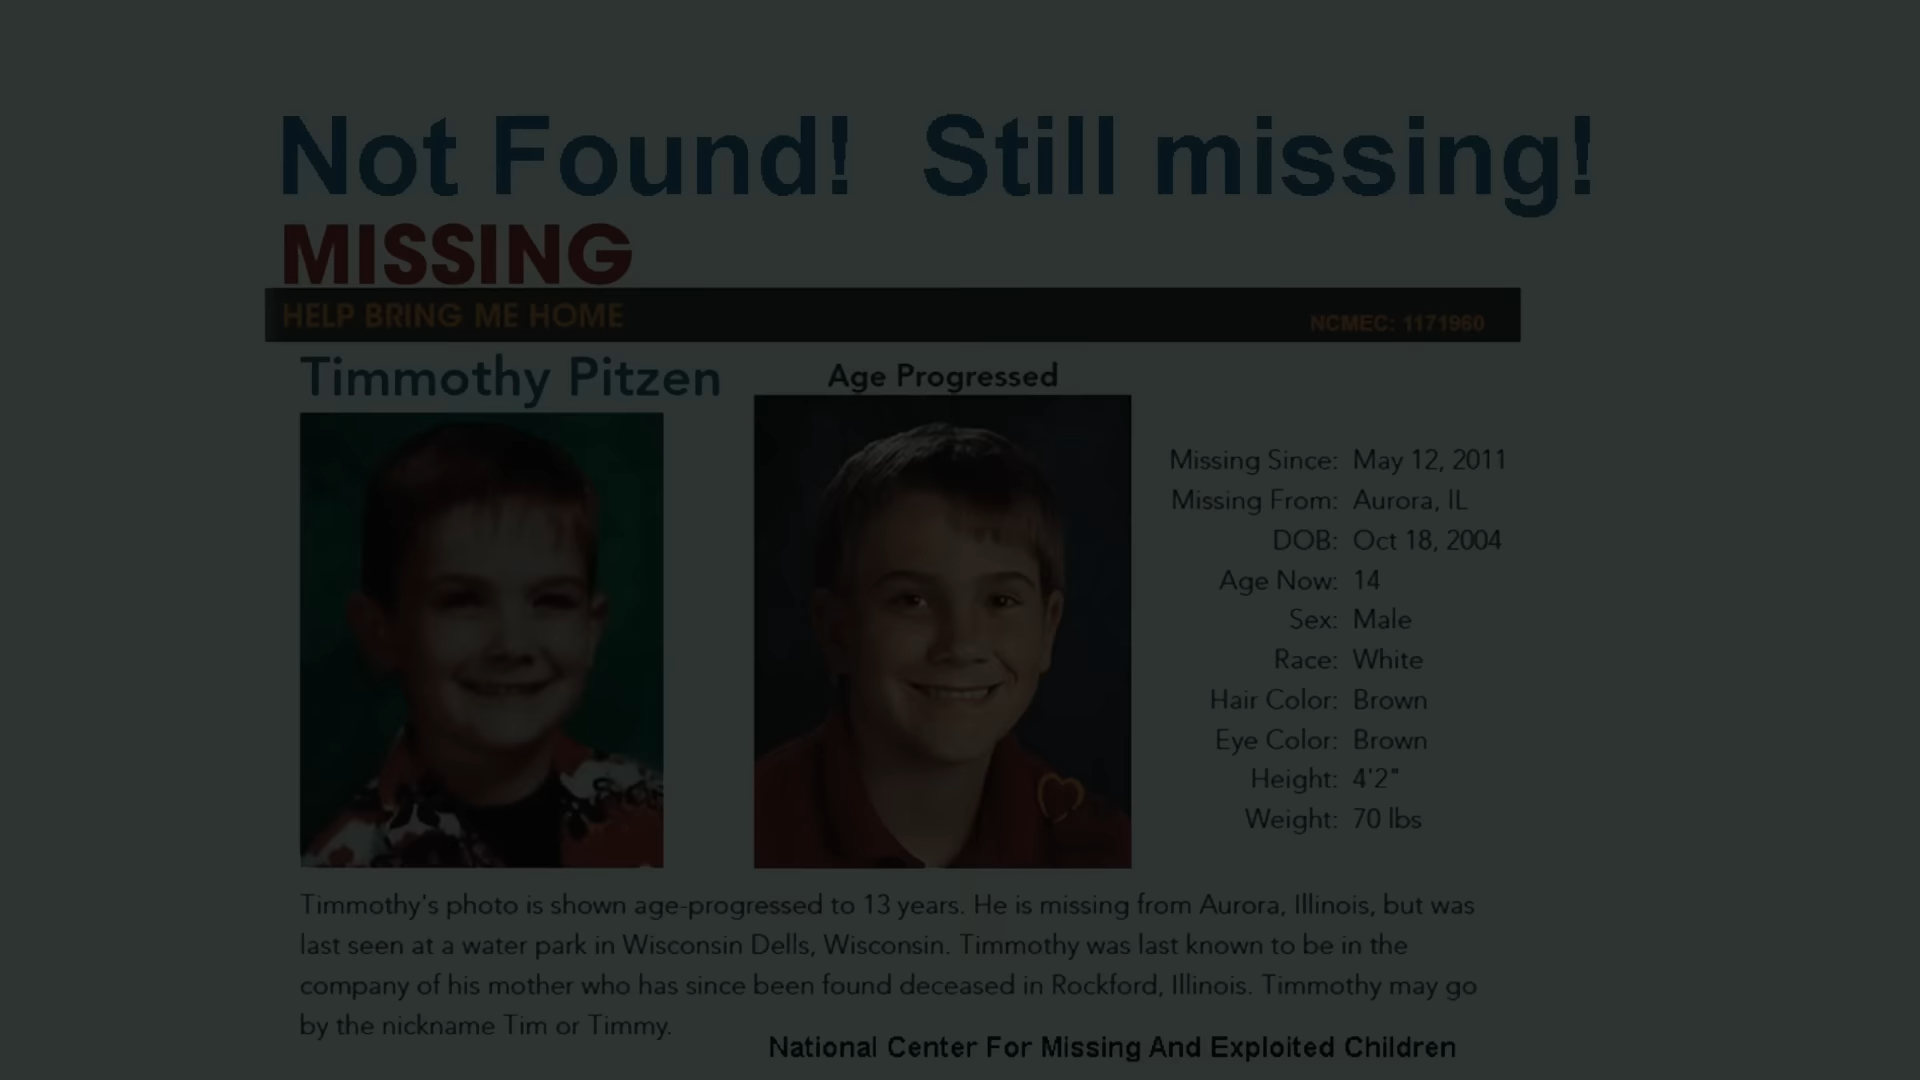 Not Found! Still missing!
MISSING
HELP BRING ME HOME
NCMEC: 1171960
Timmothy Pitzen
Age Progressed
Missing Since: May 12, 2011
Missing From: Aurora, IL
DOB: Oct 18, 2004
Age Now: 14
Sex: Male
Race: White
Hair Color: Brown
Eye Color: Brown
Height: 4'2"
Weight: 70 lbs
Timmothy's photo is shown age-progressed to 13 years. He is missing from Aurora, Illinois, but was
last seen at a water park in Wisconsin Dells, Wisconsin. Timmothy was last known to be in the
company of his mother who has since been found deceased in Rockford, Illinois. Timmothy may go
by the nickname Tim or Timmy.
National Center For Missing And Exploited Children